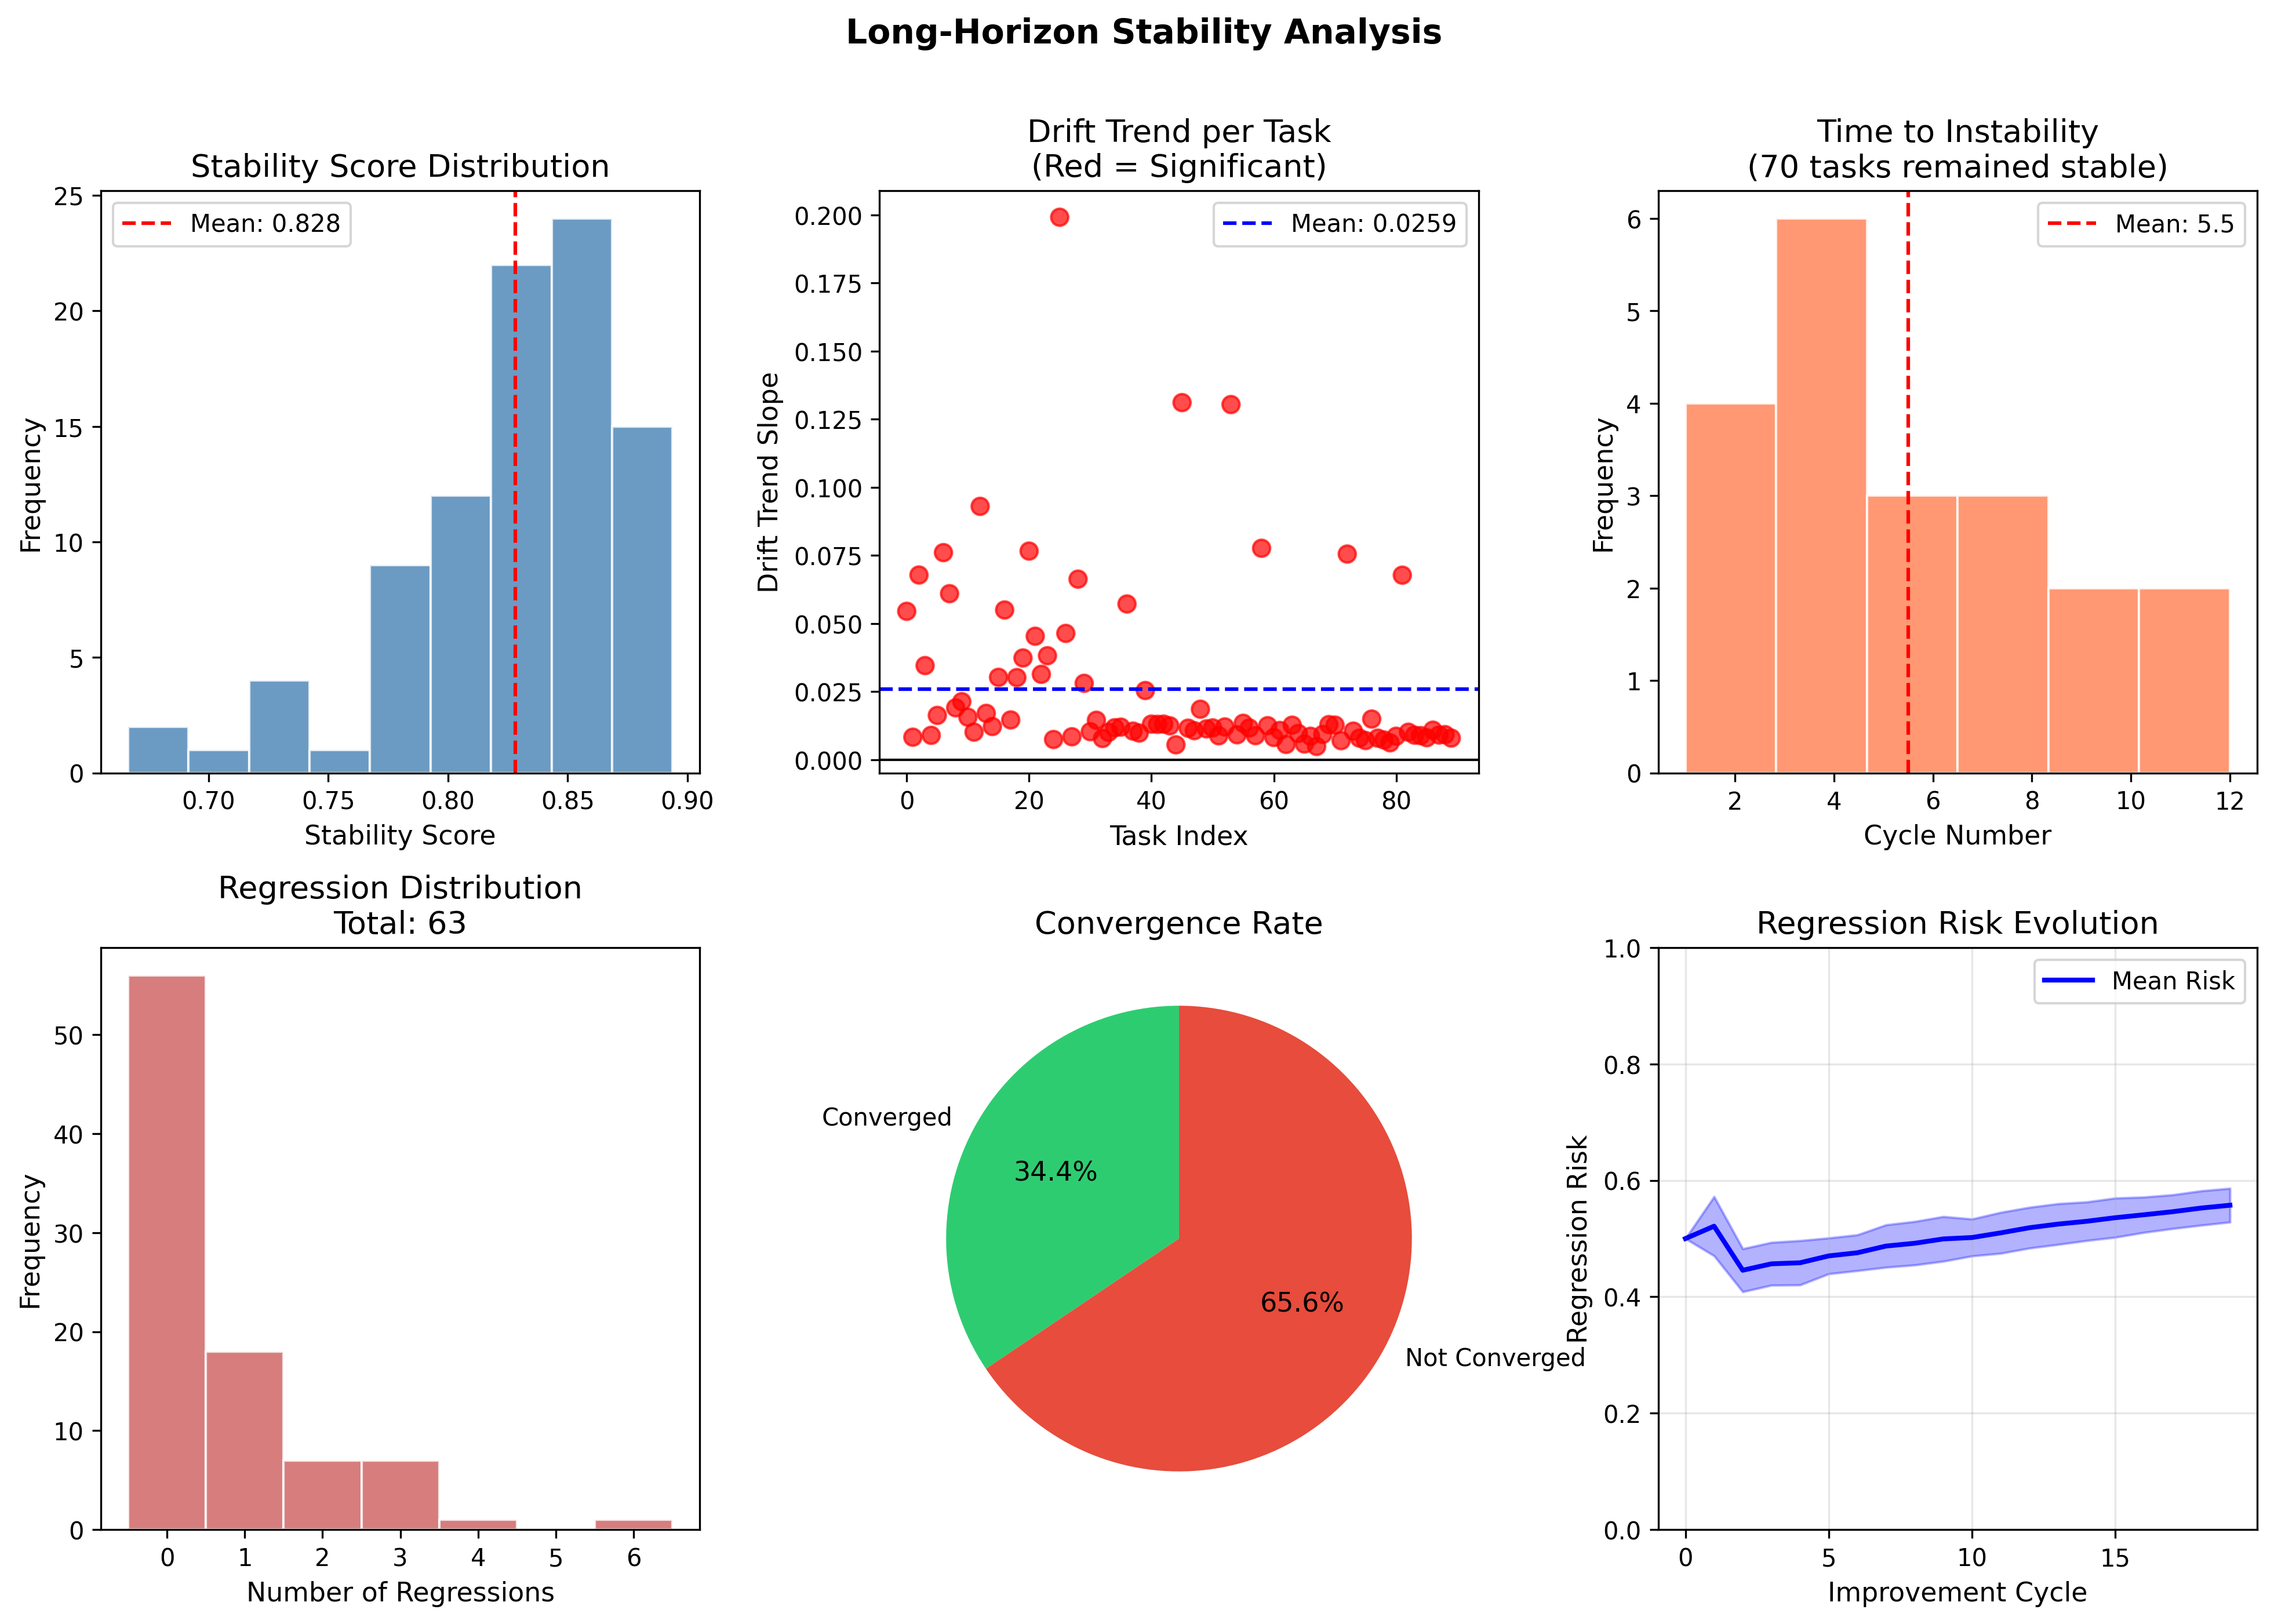 Long-Horizon Stability Analysis
Stability Score Distribution
Mean: 0.828
25
20
15
10
5
0
Frequency
0.70 0.75 0.80 0.85 0.90
Stability Score
Drift Trend per Task
(Red = Significant)
Mean: 0.0259
0.200
0.175
0.150
0.125
0.100
0.075
0.050
0.025
0.000
Drift Trend Slope
0 20 40 60 80
Task Index
Time to Instability
(70 tasks remained stable)
Mean: 5.5
6
5
4
3
2
1
0
Frequency
2 4 6 8 10 12
Cycle Number
Regression Distribution
Total: 63
50
40
30
20
10
0
Frequency
0 1 2 3 4 5 6
Number of Regressions
Convergence Rate
Converged
34.4%
65.6%
Not Converged
Regression Risk Evolution
Mean Risk
1.0
0.8
0.6
0.4
0.2
0.0
Regression Risk
0 5 10 15
Improvement Cycle